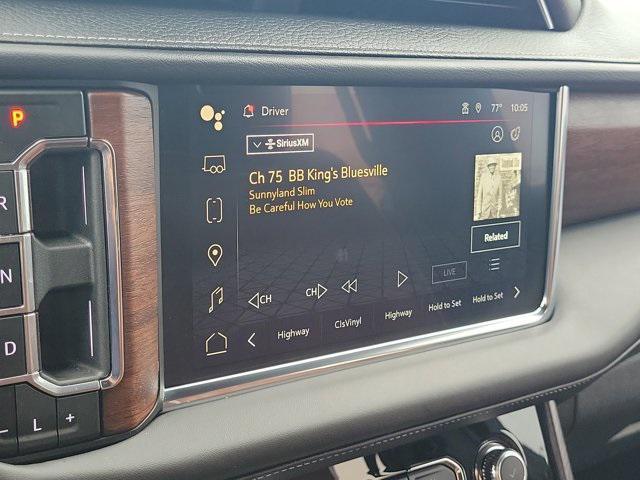 P
R
N
D
– L +
Driver
77° 10:05
SiriusXM
Ch 75 BB King's Bluesville
Sunnyland Slim
Be Careful How You Vote
Related
CH
CH
LIVE
Highway
ClsVinyl
Highway
Hold to Set
Hold to Set